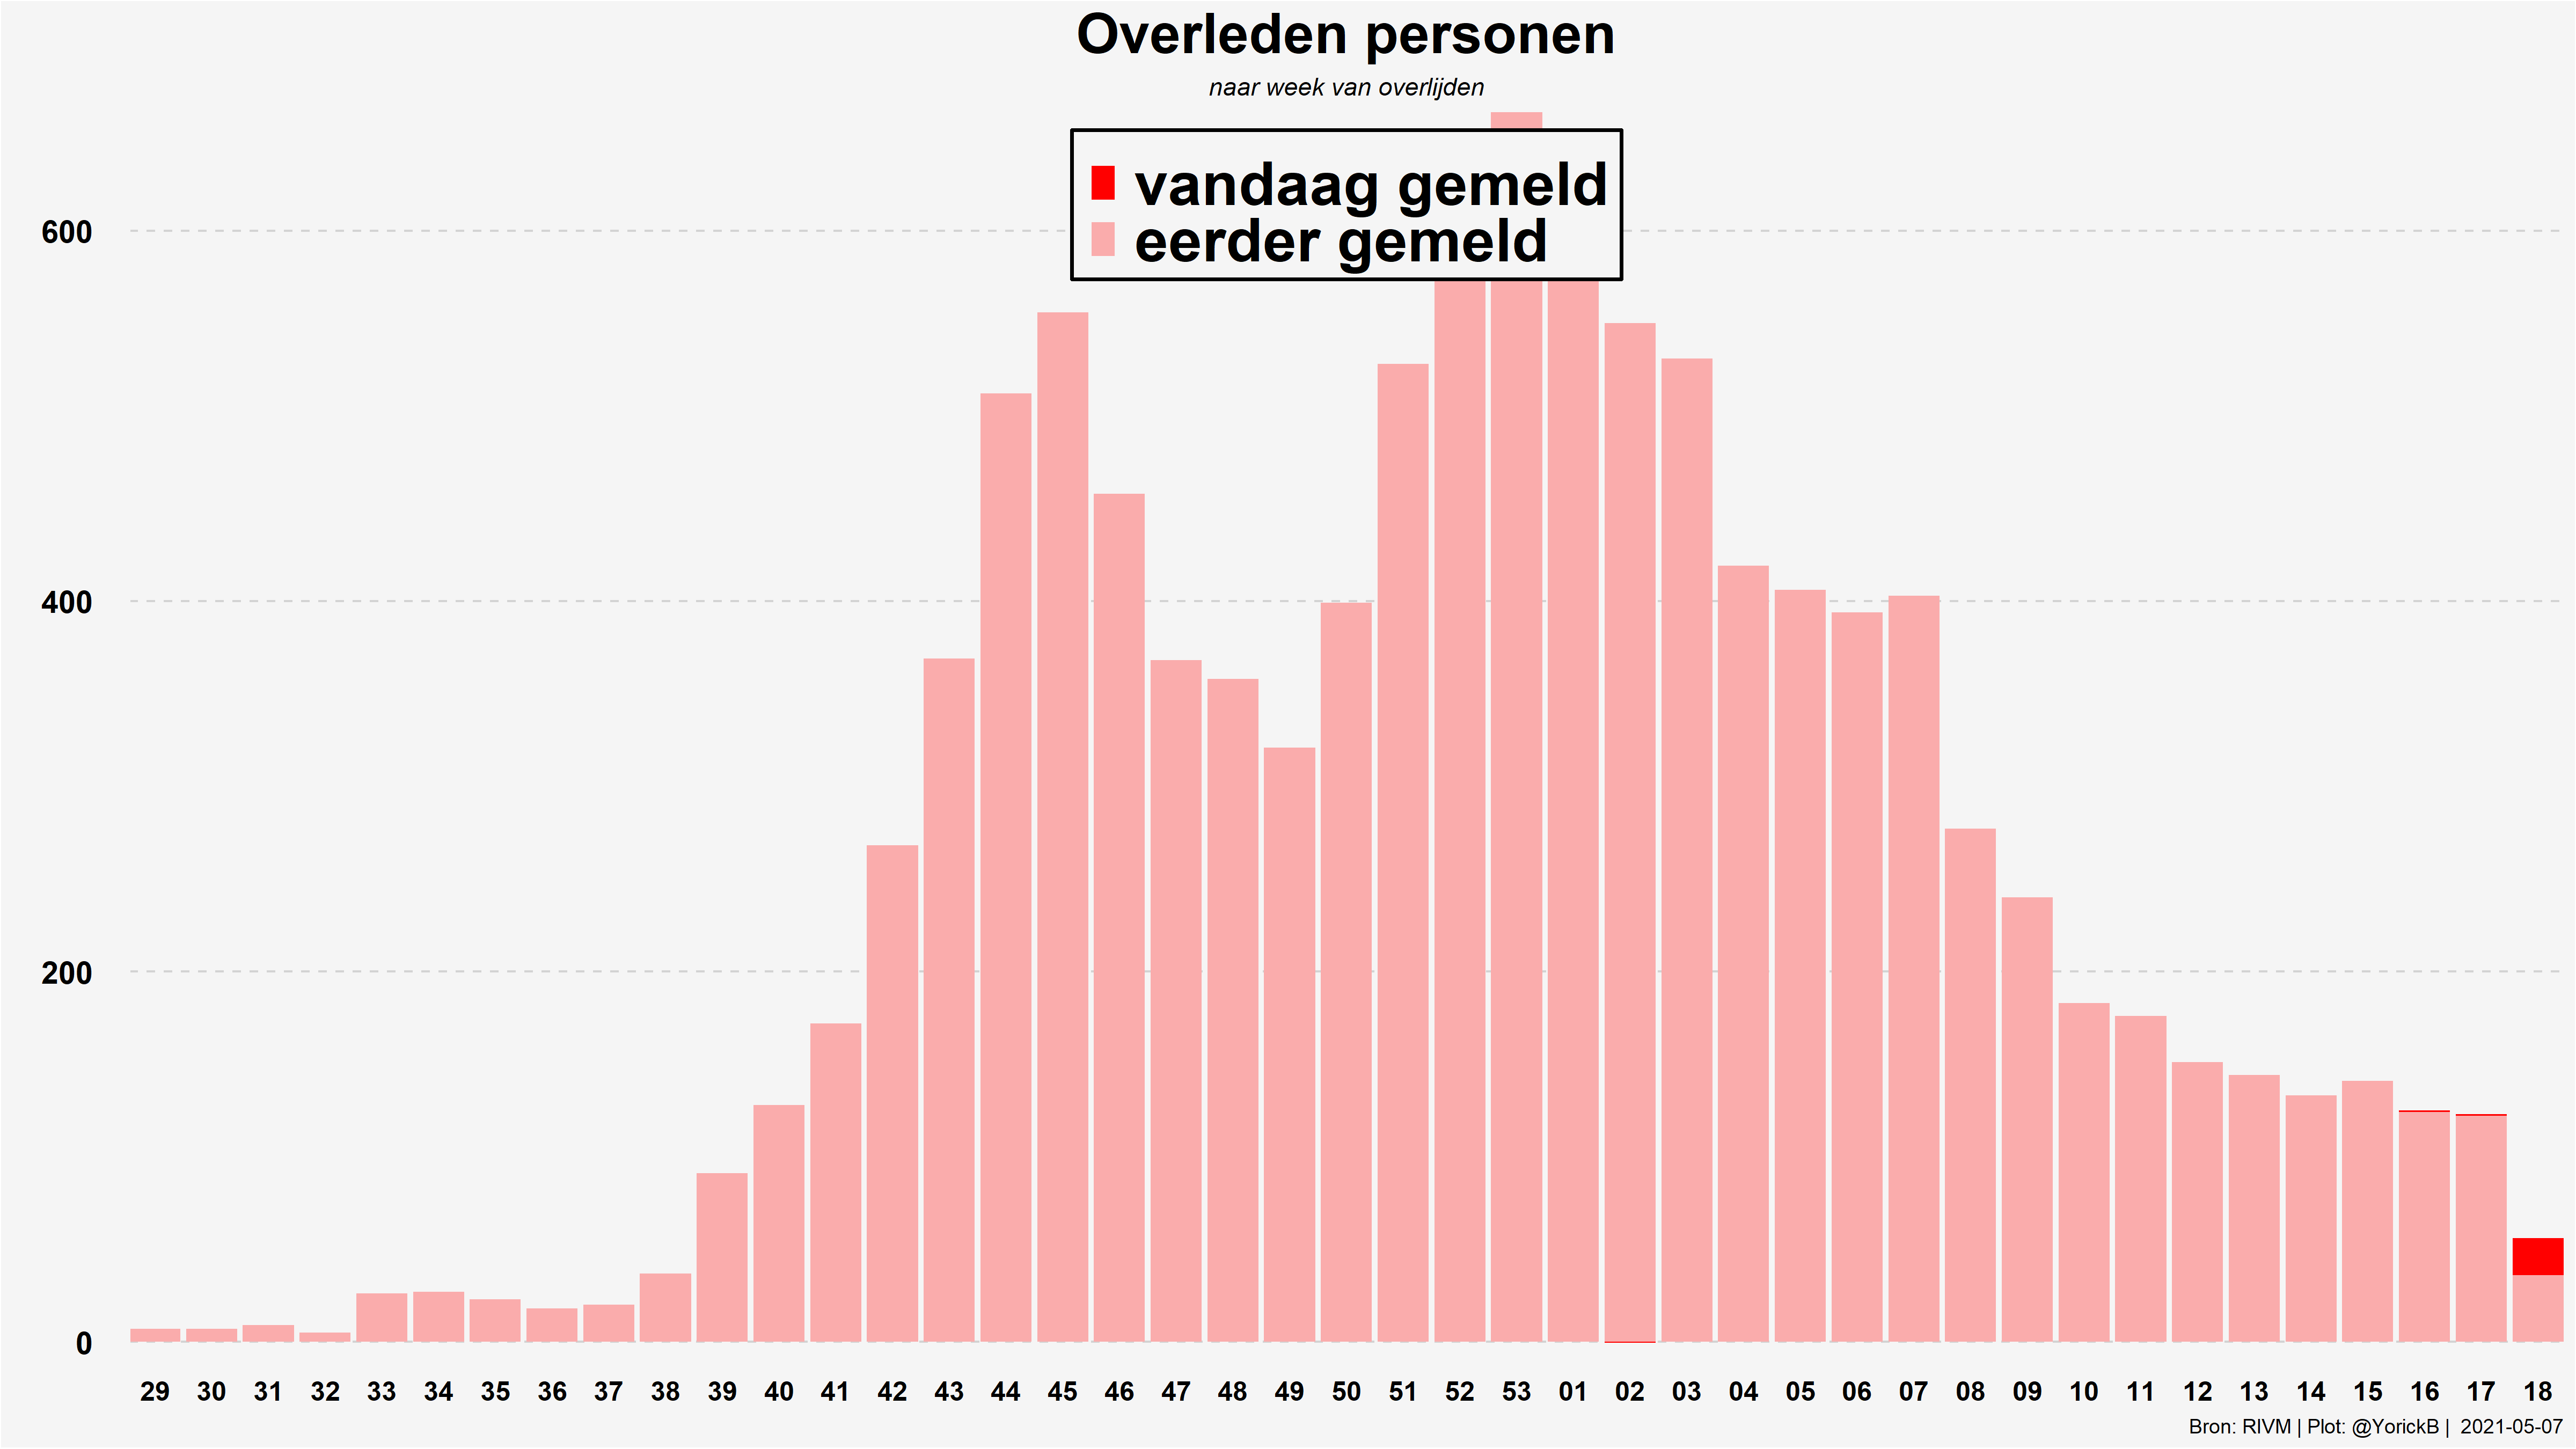 Overleden personen
naar week van overlijden
vandaag gemeld
eerder gemeld
600
400
200
0
29 30 31 32 33 34 35 36 37 38 39 40 41 42 43 44 45 46 47 48 49 50 51 52 53 01 02 03 04 05 06 07 08 09 10 11 12 13 14 15 16 17 18
Bron: RIVM | Plot: @YorickB | 2021-05-07